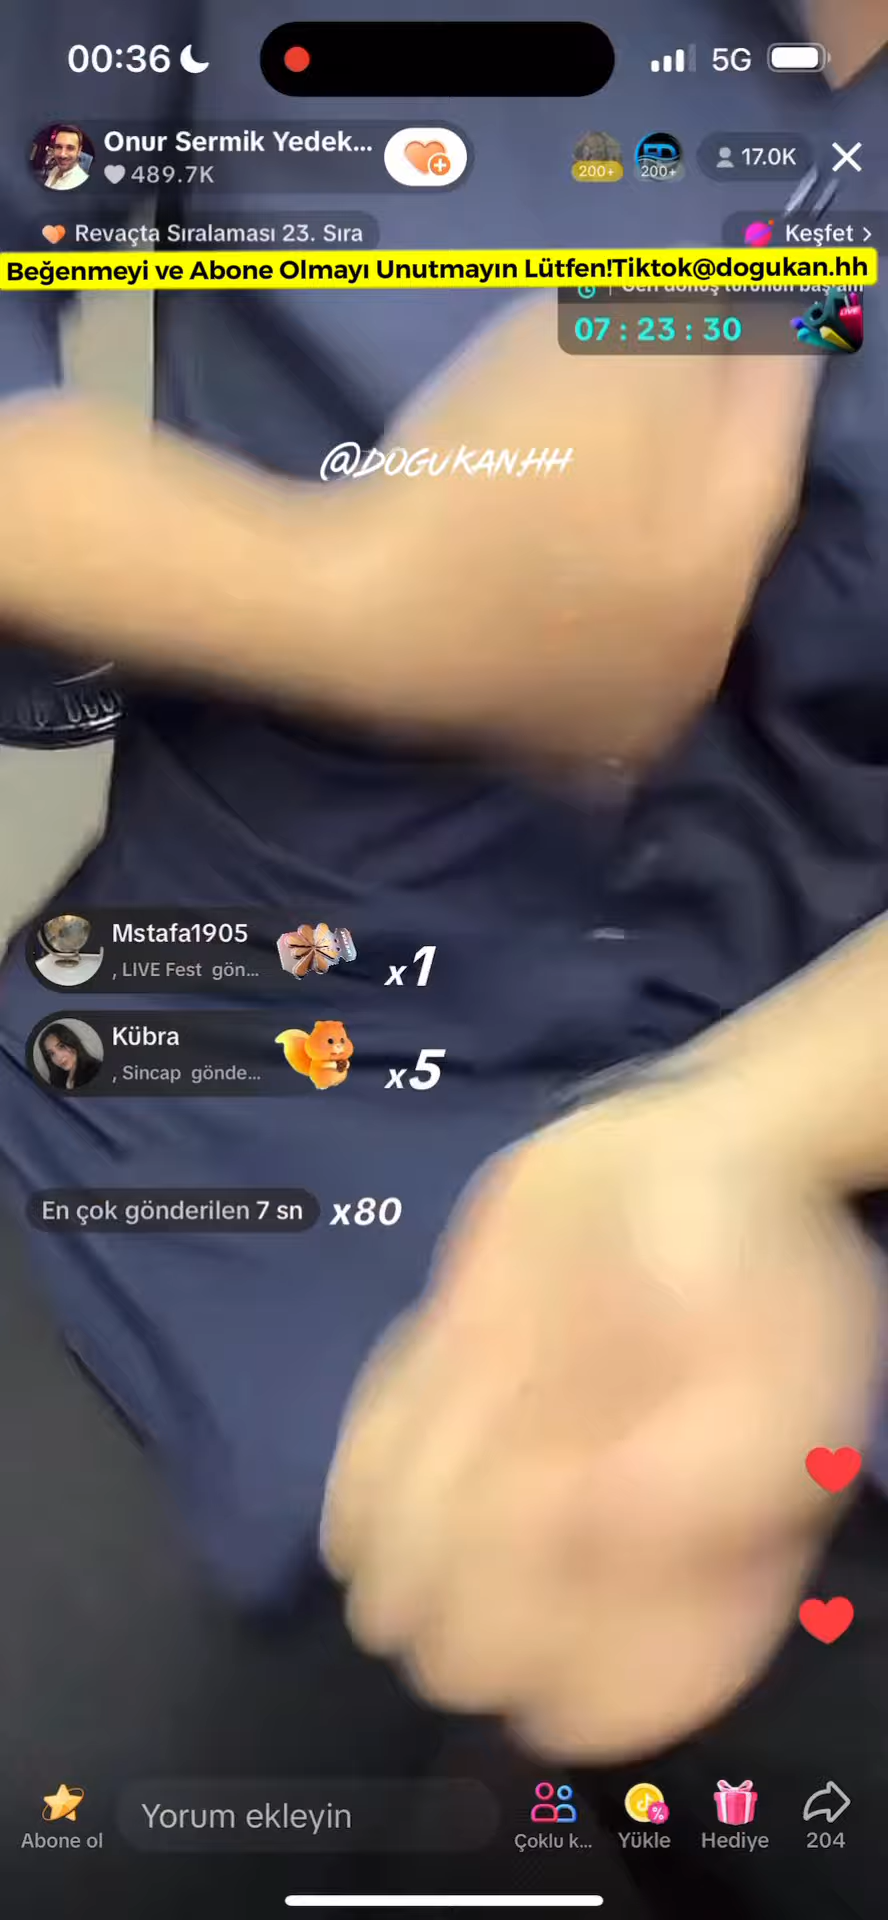 00:36
5G
Onur Sermik Yedek...
489.7K
200+
200+
17.0K
Revaçta Sıralaması 23. Sıra
Keşfet >
Beğenmeyi ve Abone Olmayı Unutmayın Lütfen!Tiktok@dogukan.hh
07 : 23 : 30
LIVE
@DOGUKAN.HH
Mstafa1905
, LIVE Fest gön...
x1
Kübra
, Sincap gönde...
x5
En çok gönderilen 7 sn x80
Yorum ekleyin
Abone ol
Çoklu k...
Yükle
Hediye
204